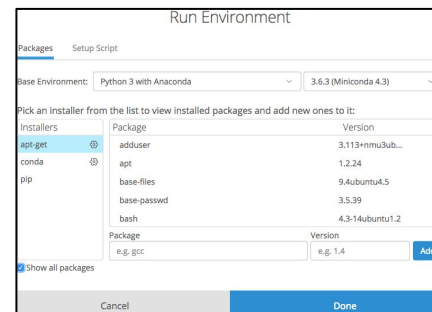 Run Environment
Packages Setup Script
Base Environment: Python 3 with Anaconda 3.6.3 (Miniconda 4.3)
Pick an installer from the list to view installed packages and add new ones to it:
Installers Package Version
apt-get adduser 3.113+nmu3ub...
conda apt 1.2.24
pip base-files 9.4ubuntu4.5
base-passwd 3.5.39
bash 4.3-14ubuntu1.2
Package Version
e.g. gcc e.g. 1.4 Add
Show all packages
Cancel Done